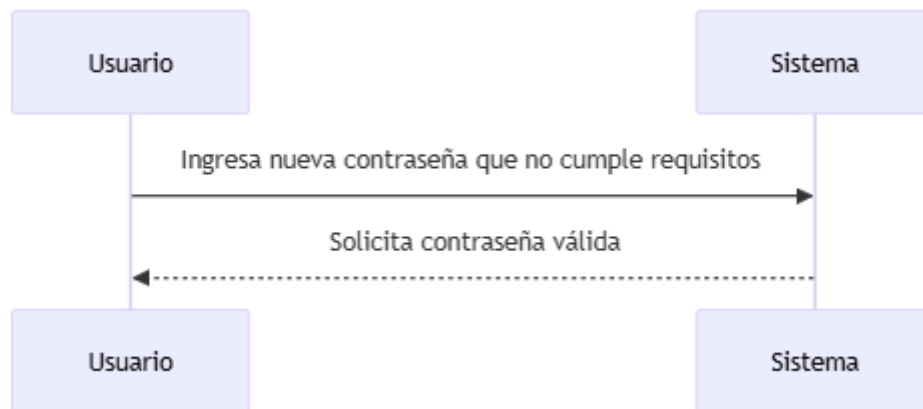 Usuario
Sistema
Ingresa nueva contraseña que no cumple requisitos
Solicita contraseña válida
Usuario
Sistema